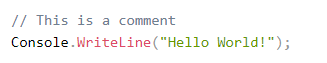 // This is a comment
Console.WriteLine("Hello World!");